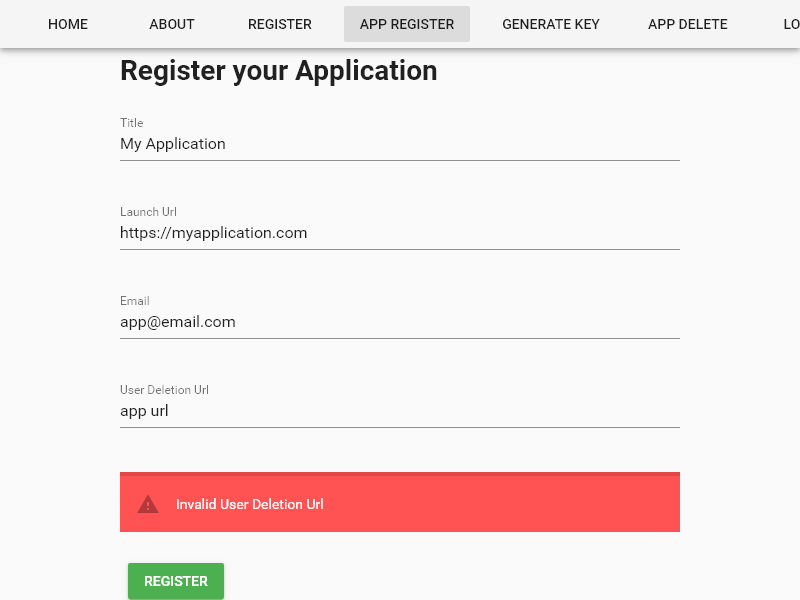 HOME ABOUT REGISTER APP REGISTER GENERATE KEY APP DELETE LO
Register your Application
Title
My Application
Launch Url
https://myapplication.com
Email
app@email.com
User Deletion Url
app url
Invalid User Deletion Url
REGISTER